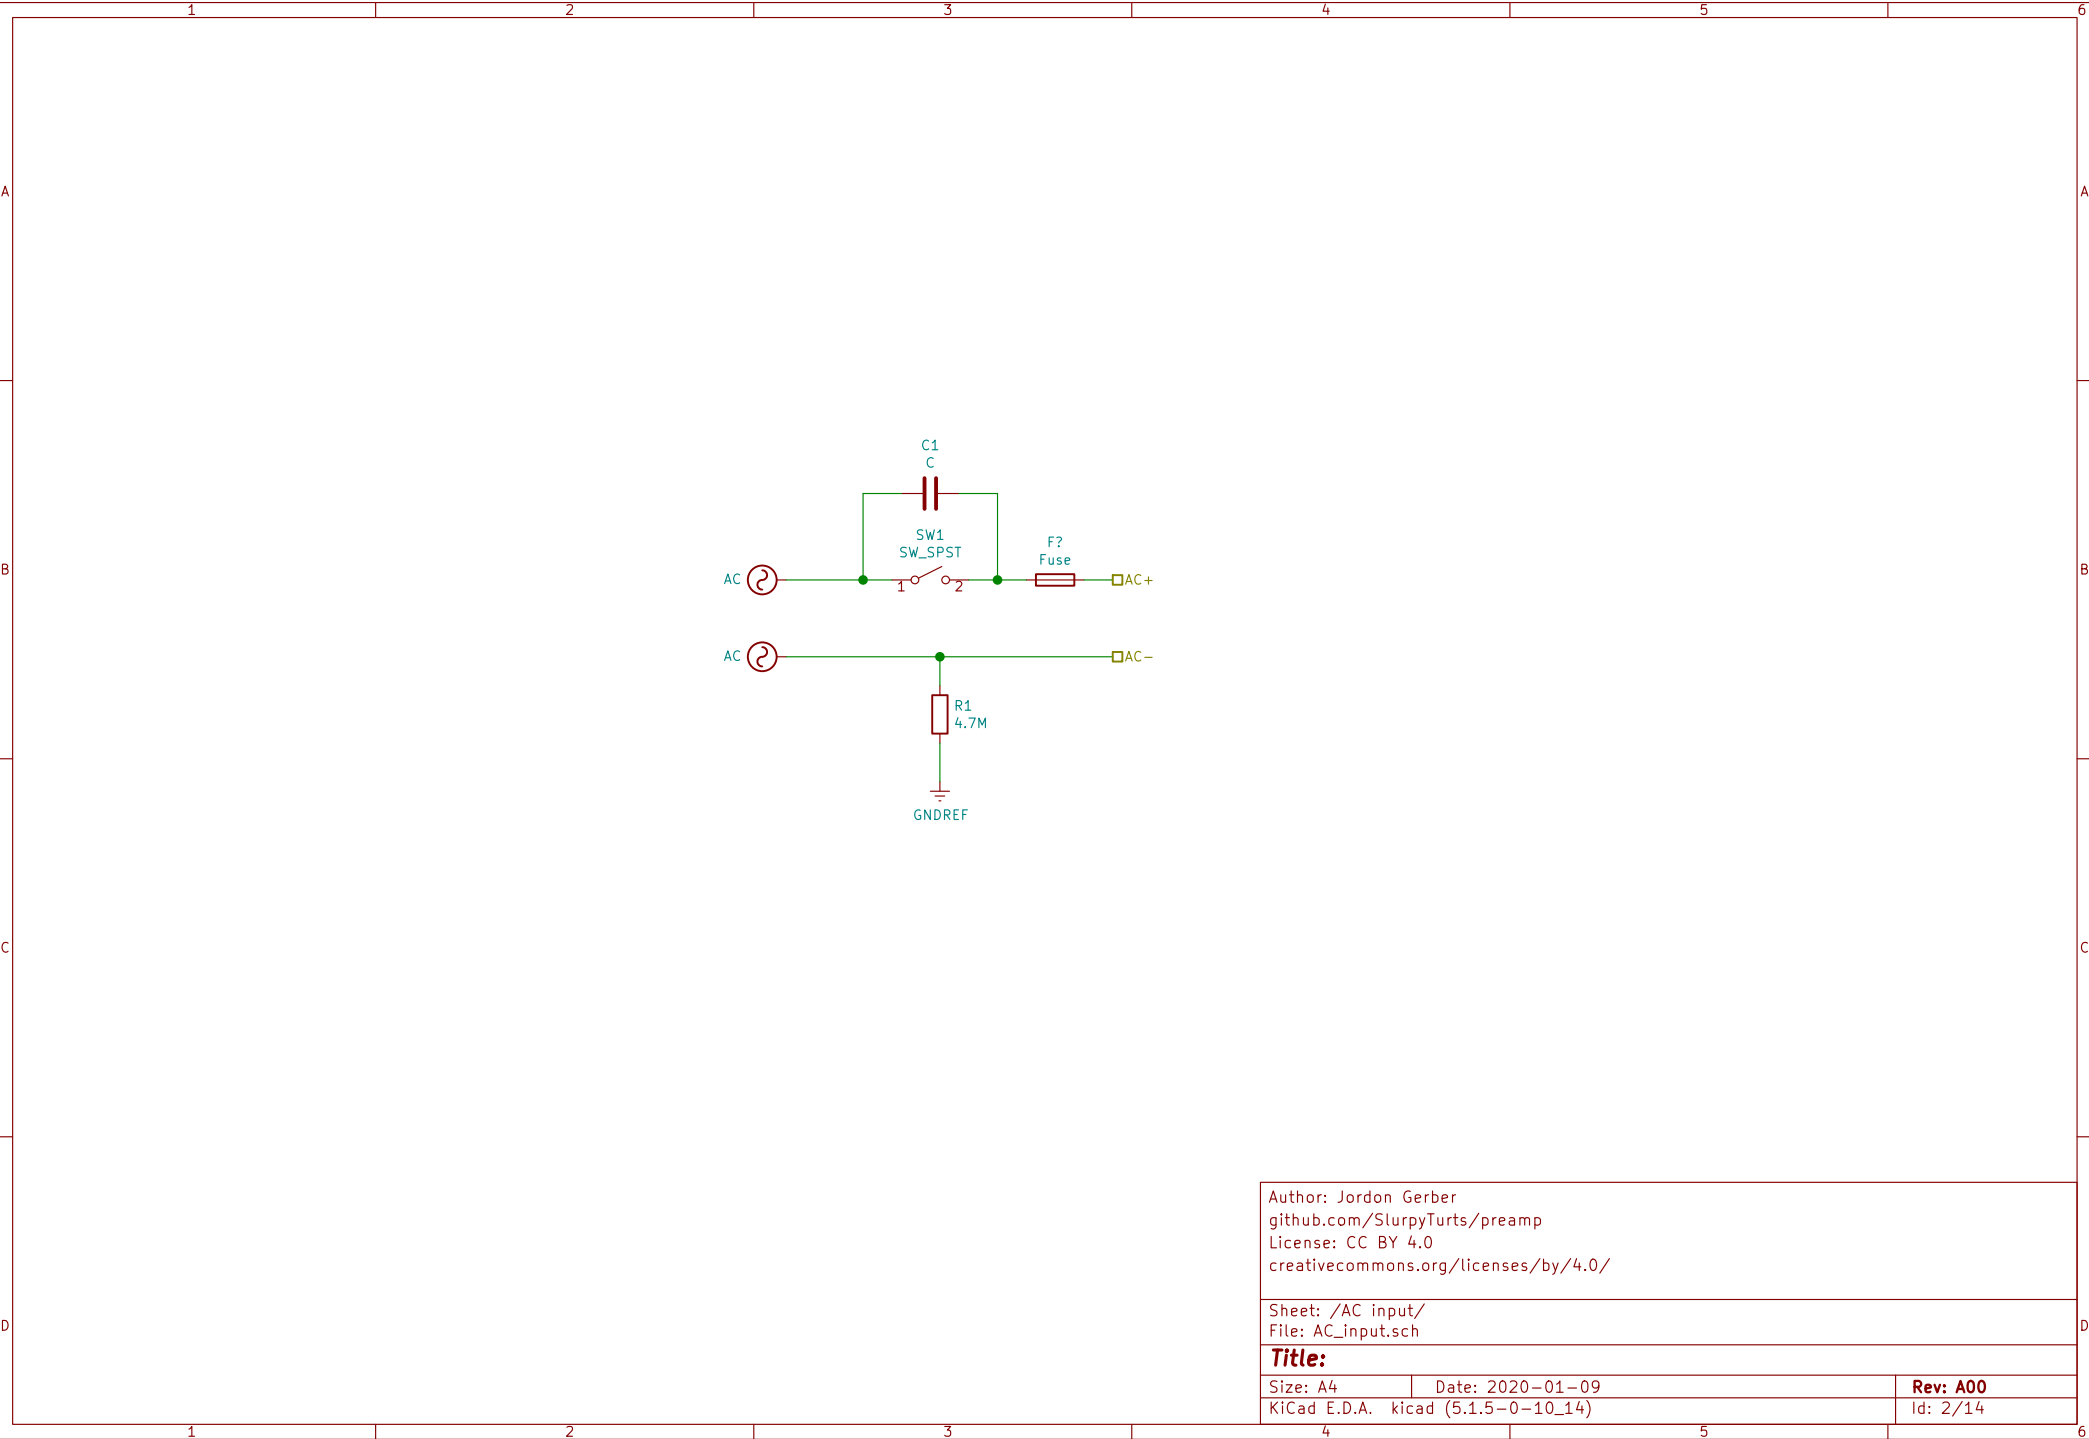 1 2 3 4 5 6
A A
C1
C
SW1
SW_SPST
F?
Fuse
B B
AC
1 2
AC+
AC
AC-
R1
4.7M
GNDREF
C C
Author: Jordon Gerber
github.com/SlurpyTurts/preamp
License: CC BY 4.0
creativecommons.org/licenses/by/4.0/
Sheet: /AC input/
File: AC_input.sch
D D
Title:
Size: A4 Date: 2020-01-09 Rev: A00
KiCad E.D.A. kicad (5.1.5-0-10_14) Id: 2/14
1 2 3 4 5 6